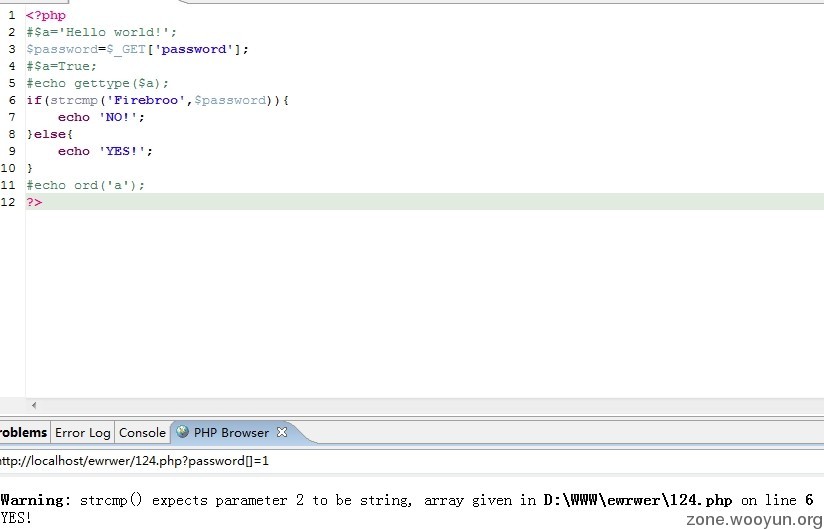 1 <?php
2 #$a='Hello world!';
3 $password=$_GET['password'];
4 #$a=True;
5 #echo gettype($a);
6 if(strcmp('Firebroo',$password)){
7     echo 'NO!';
8 }else{
9     echo 'YES!';
10 }
11 #echo ord('a');
12 ?>
roblems Error Log Console PHP Browser
ttp://localhost/ewrwer/124.php?password[]=1
Warning: strcmp() expects parameter 2 to be string, array given in D:\WWW\ewrwer\124.php on line 6
YES!
zone.wooyun.org